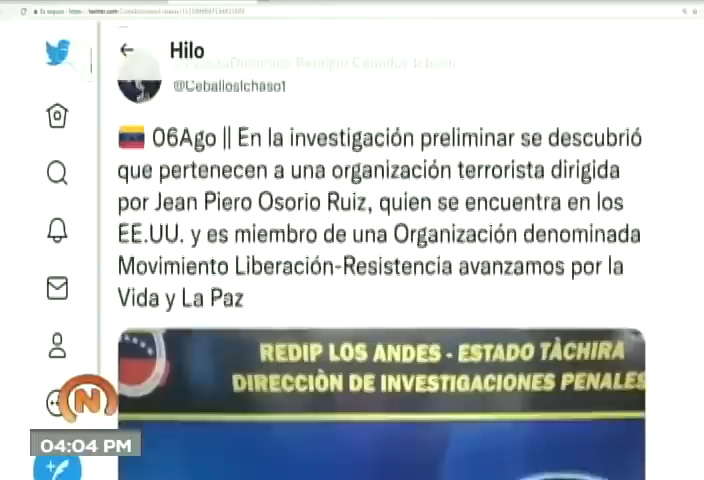 Hilo
@CeballosIchaso1
06Ago || En la investigación preliminar se descubrió
que pertenecen a una organización terrorista dirigida
por Jean Piero Osorio Ruiz, quien se encuentra en los
EE.UU. y es miembro de una Organización denominada
Movimiento Liberación-Resistencia avanzamos por la
Vida y La Paz
REDIP LOS ANDES - ESTADO TÀCHIRA
DIRECCIÒN DE INVESTIGACIONES PENALES
N
04:04 PM